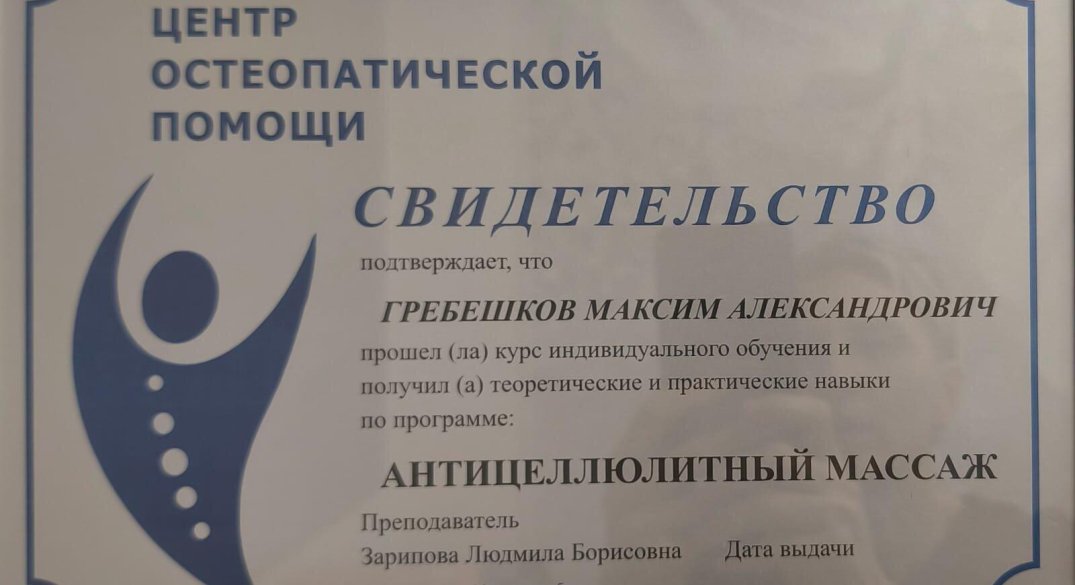 ЦЕНТР
ОСТЕОПАТИЧЕСКОЙ
ПОМОЩИ
СВИДЕТЕЛЬСТВО
подтверждает, что
ГРЕБЕШКОВ МАКСИМ АЛЕКСАНДРОВИЧ
прошел (ла) курс индивидуального обучения и
получил (а) теоретические и практические навыки
по программе:
АНТИЦЕЛЛЮЛИТНЫЙ МАССАЖ
Преподаватель
Зарипова Людмила Борисовна Дата выдачи